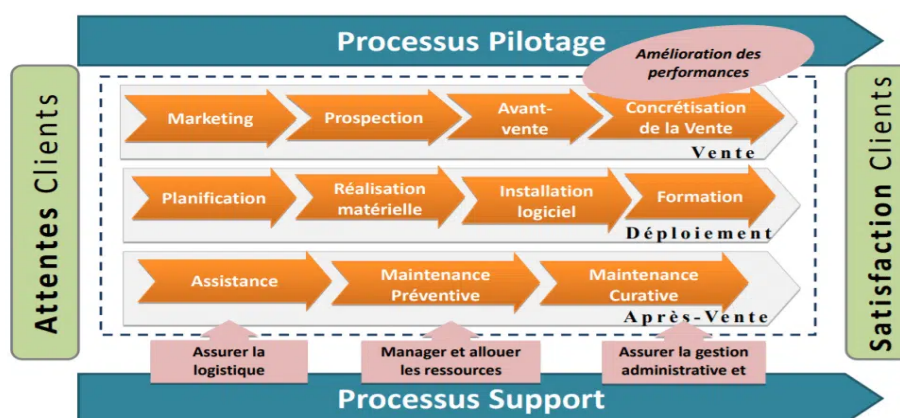 Processus Pilotage
Amélioration des
performances
Attentes Clients
Marketing
Prospection
Avant-
vente
Concrétisation
de la Vente
Vente
Planification
Réalisation
matérielle
Installation
logiciel
Formation
Déploiement
Assistance
Maintenance
Préventive
Maintenance
Curative
Après-Vente
Satisfaction Clients
Assurer la
logistique
Manager et allouer
les ressources
Assurer la gestion
administrative et
Processus Support